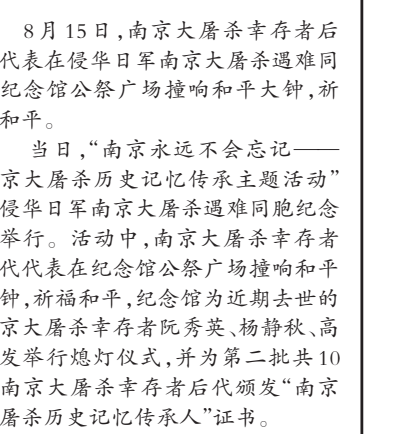 8月15日,南京大屠杀幸存者后
代表在侵华日军南京大屠杀遇难同
纪念馆公祭广场撞响和平大钟,祈
和平。
当日,“南京永远不会忘记——
京大屠杀历史记忆传承主题活动”
侵华日军南京大屠杀遇难同胞纪念
举行。活动中,南京大屠杀幸存者
代代表在纪念馆公祭广场撞响和平
钟,祈福和平,纪念馆为近期去世的
京大屠杀幸存者阮秀英、杨静秋、高
发举行熄灯仪式,并为第二批共10
南京大屠杀幸存者后代颁发“南京
屠杀历史记忆传承人”证书。